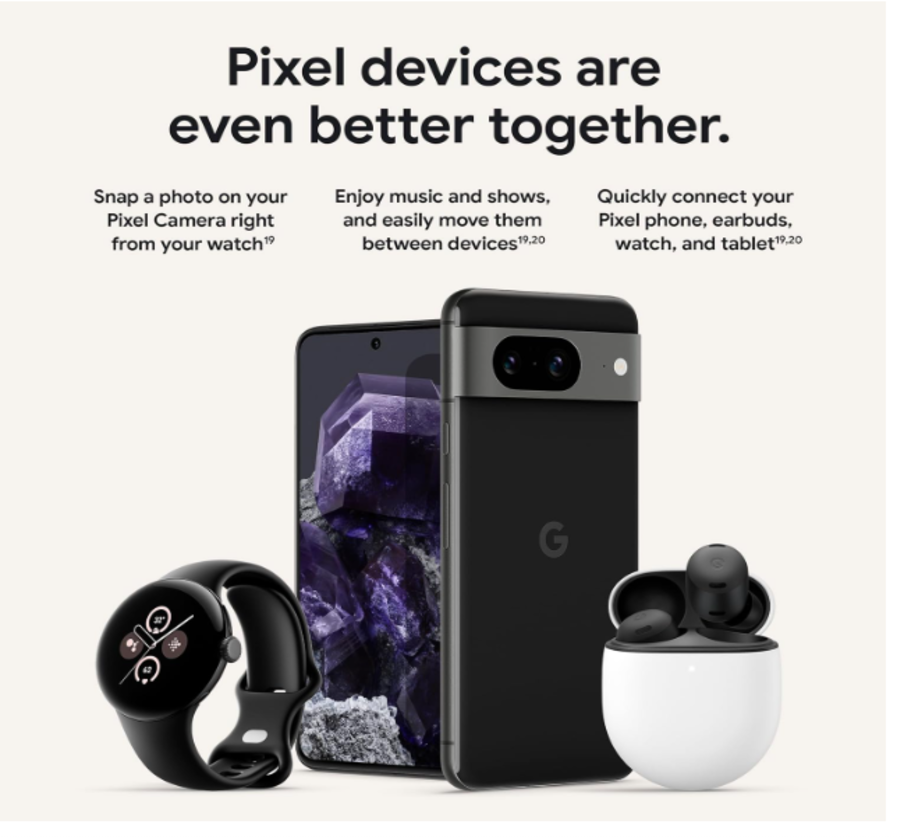 Pixel devices are
even better together.
Snap a photo on your
Pixel Camera right
from your watch19
Enjoy music and shows,
and easily move them
between devices19,20
Quickly connect your
Pixel phone, earbuds,
watch, and tablet19,20
G
62